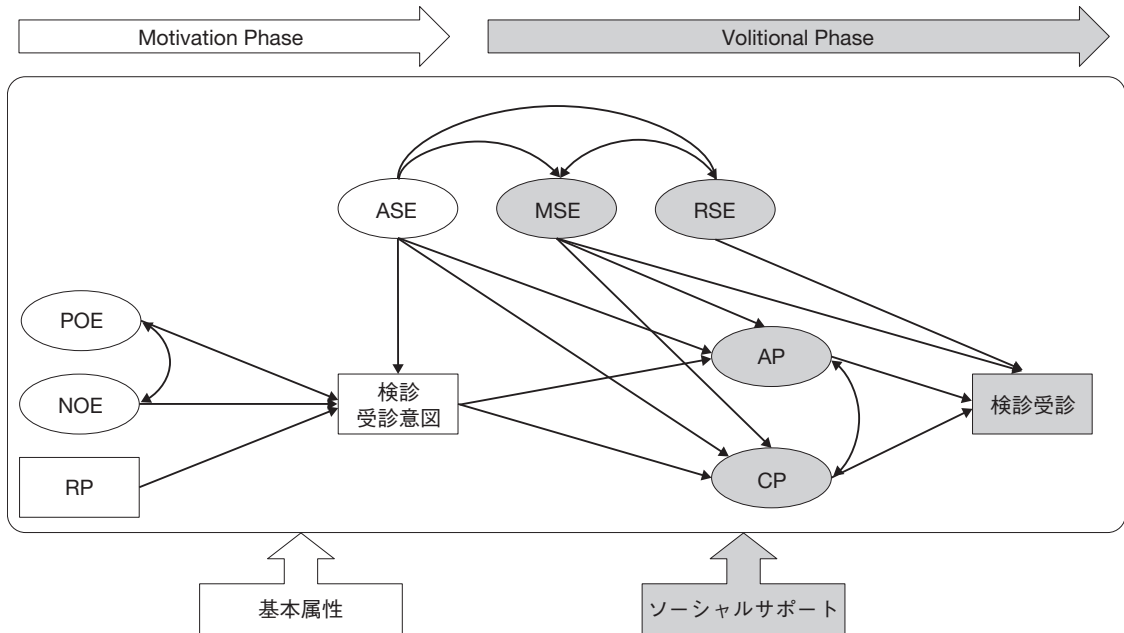 Motivation Phase
Volitional Phase
ASE
MSE
RSE
POE
NOE
RP
検診
受診意図
AP
CP
検診受診
基本属性
ソーシャルサポート